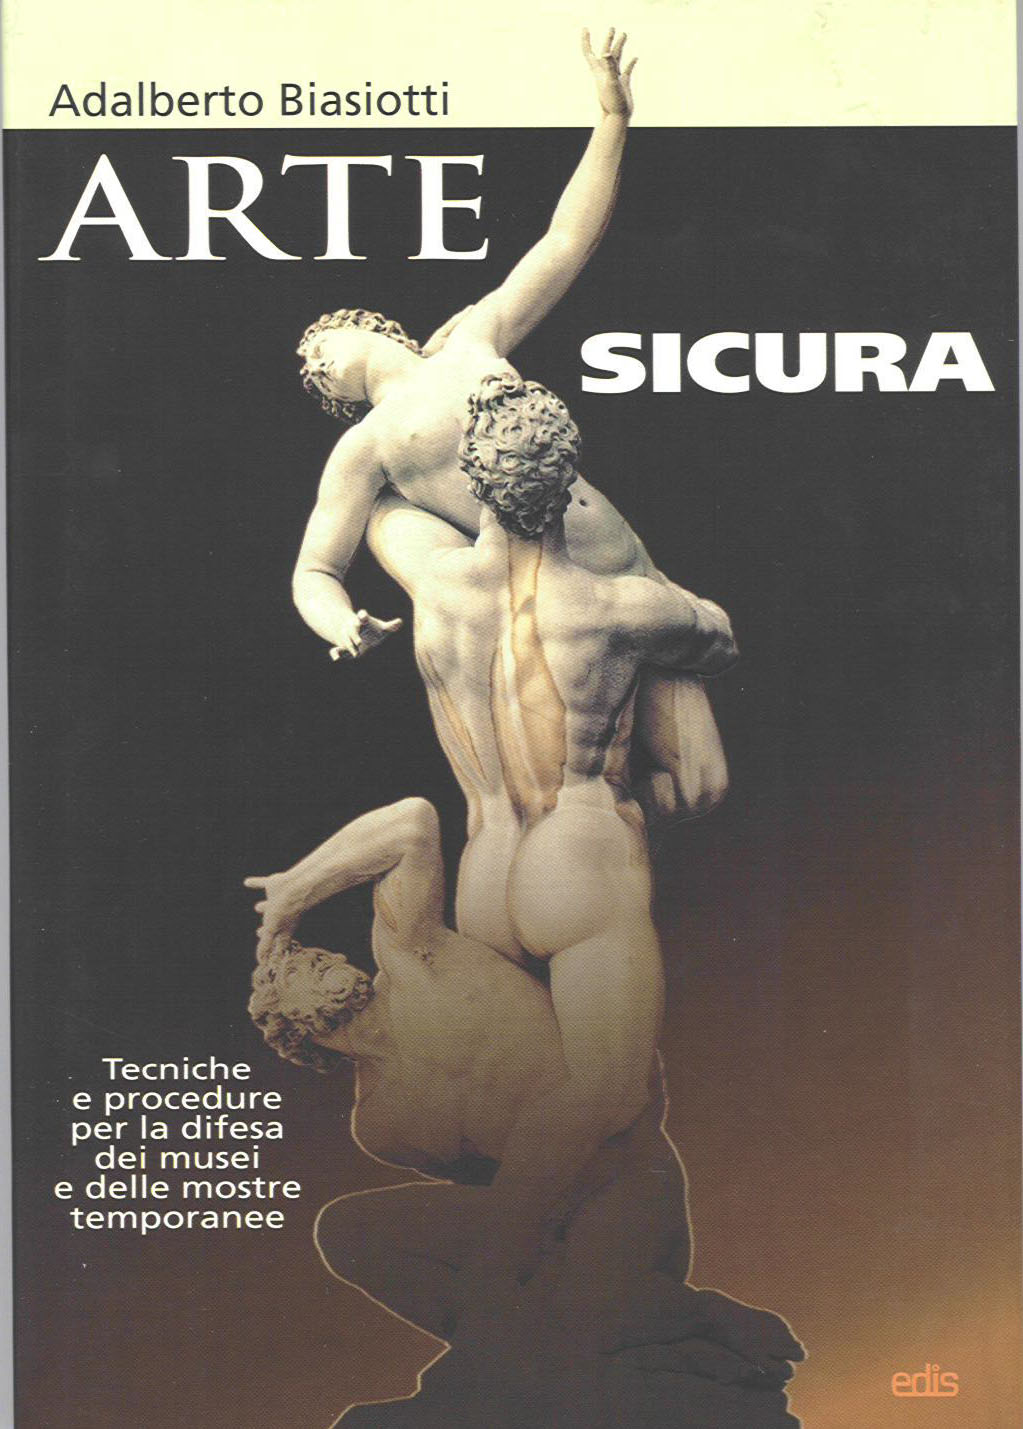 Adalberto Biasiotti
ARTE
SICURA
Tecniche
e procedure
per la difesa
dei musei
e delle mostre
temporanee
edis